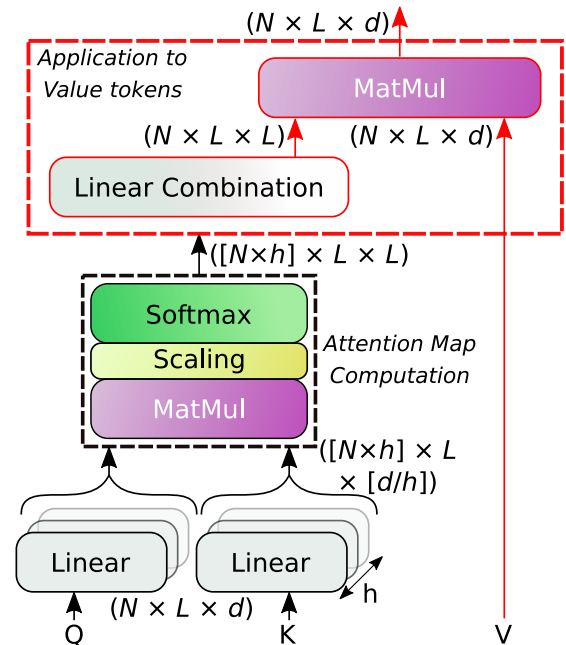 (N × L × d)
Application to
Value tokens
MatMul
(N × L × L)
(N × L × d)
Linear Combination
([N×h] × L × L)
Softmax
Scaling
MatMul
Attention Map
Computation
([N×h] × L
× [d/h])
Linear
Linear
h
(N × L × d)
Q
K
V